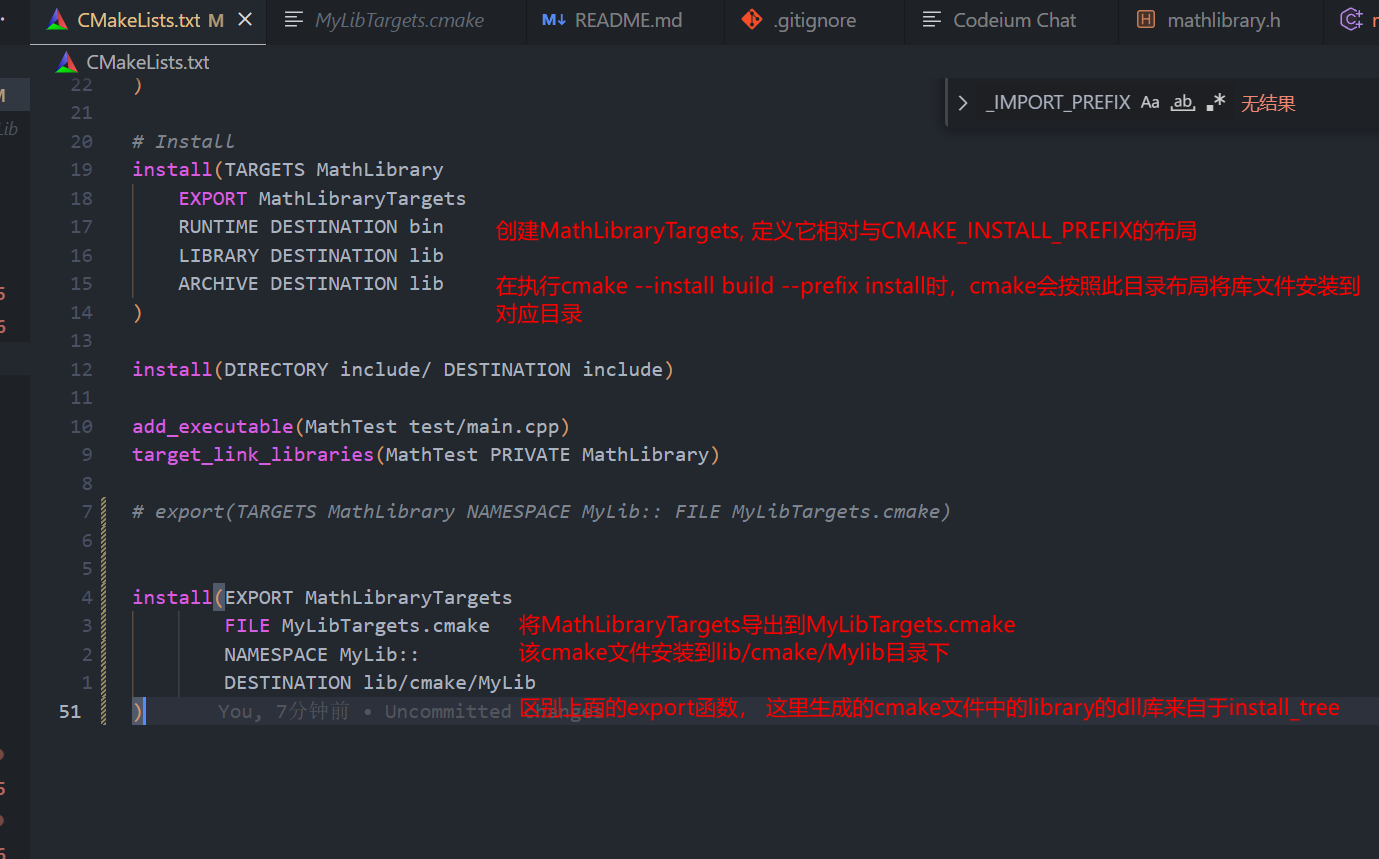 CMakeLists.txt M MyLibTargets.cmake README.md .gitignore Codeium Chat mathlibrary.h
CMakeLists.txt
_IMPORT_PREFIX Aa ab .* 无结果
22 )
21
20 # Install
19 install(TARGETS MathLibrary
18 EXPORT MathLibraryTargets
17 RUNTIME DESTINATION bin 创建MathLibraryTargets, 定义它相对与CMAKE_INSTALL_PREFIX的布局
16 LIBRARY DESTINATION lib
15 ARCHIVE DESTINATION lib 在执行cmake --install build --prefix install时，cmake会按照此目录布局将库文件安装到
14 ) 对应目录
13
12 install(DIRECTORY include/ DESTINATION include)
11
10 add_executable(MathTest test/main.cpp)
9 target_link_libraries(MathTest PRIVATE MathLibrary)
8
7 # export(TARGETS MathLibrary NAMESPACE MyLib:: FILE MyLibTargets.cmake)
6
5
4 install(EXPORT MathLibraryTargets
3 FILE MyLibTargets.cmake 将MathLibraryTargets导出到MyLibTargets.cmake
2 NAMESPACE MyLib:: 该cmake文件安装到lib/cmake/Mylib目录下
1 DESTINATION lib/cmake/MyLib
51 ) You, 7分钟前 • Uncommitted changes 区别上面的export函数， 这里生成的cmake文件中的library的dll库来自于install_tree